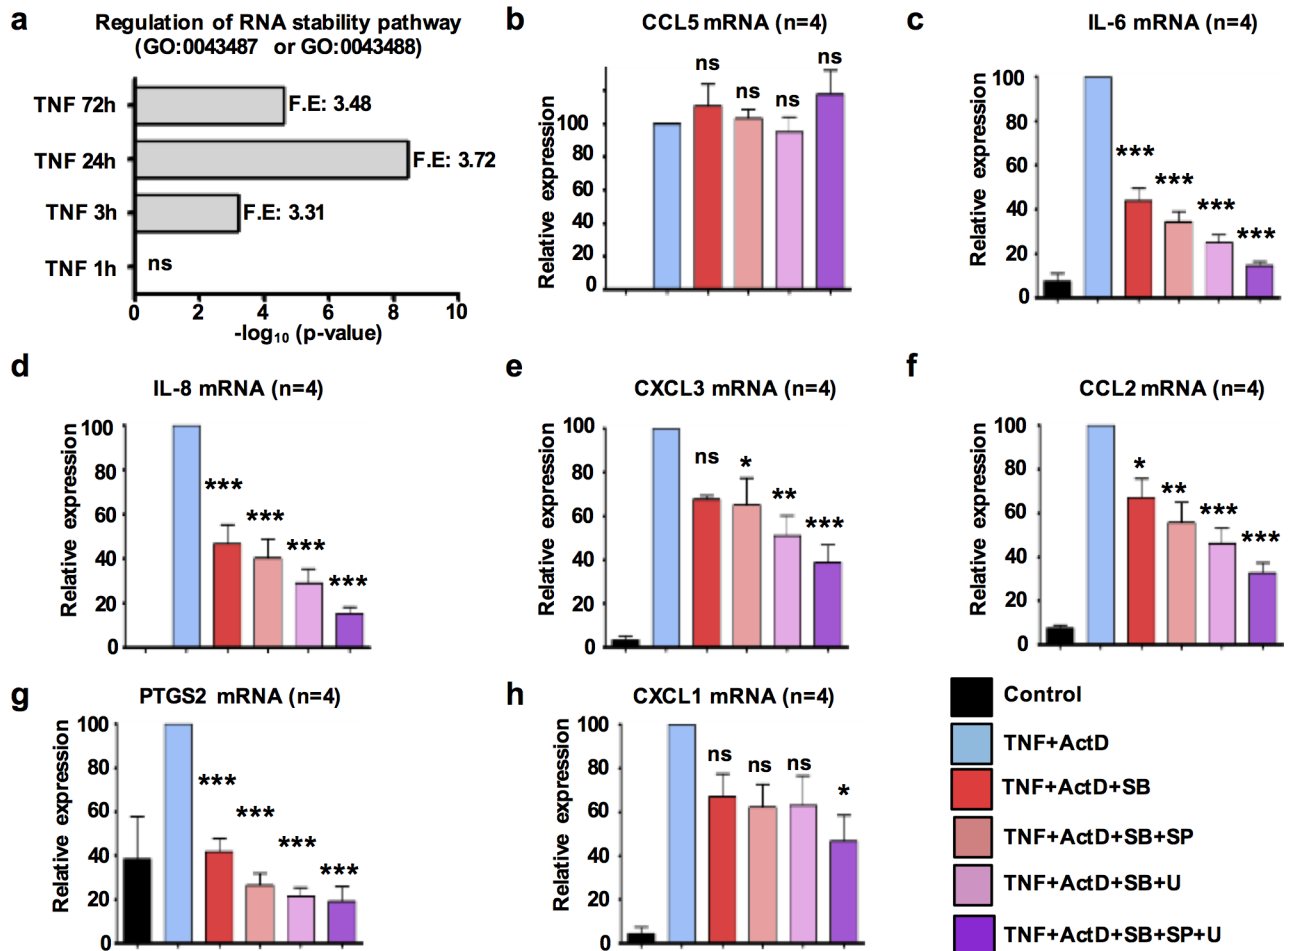 a
Regulation of RNA stability pathway
(GO:0043487 or GO:0043488)
TNF 72h
F.E: 3.48
TNF 24h
F.E: 3.72
TNF 3h
F.E: 3.31
TNF 1h
ns
0 2 4 6 8 10
-log₁₀ (p-value)
b
CCL5 mRNA (n=4)
Relative expression
100
80
60
40
20
0
ns ns ns ns
c
IL-6 mRNA (n=4)
Relative expression
100
80
60
40
20
0
*** *** *** ***
d
IL-8 mRNA (n=4)
Relative expression
100
80
60
40
20
0
*** *** *** ***
e
CXCL3 mRNA (n=4)
Relative expression
100
80
60
40
20
0
ns * ** ***
f
CCL2 mRNA (n=4)
Relative expression
100
80
60
40
20
0
* ** *** ***
g
PTGS2 mRNA (n=4)
Relative expression
100
80
60
40
20
0
*** *** *** ***
h
CXCL1 mRNA (n=4)
Relative expression
100
80
60
40
20
0
ns ns ns *
Control
TNF+ActD
TNF+ActD+SB
TNF+ActD+SB+SP
TNF+ActD+SB+U
TNF+ActD+SB+SP+U